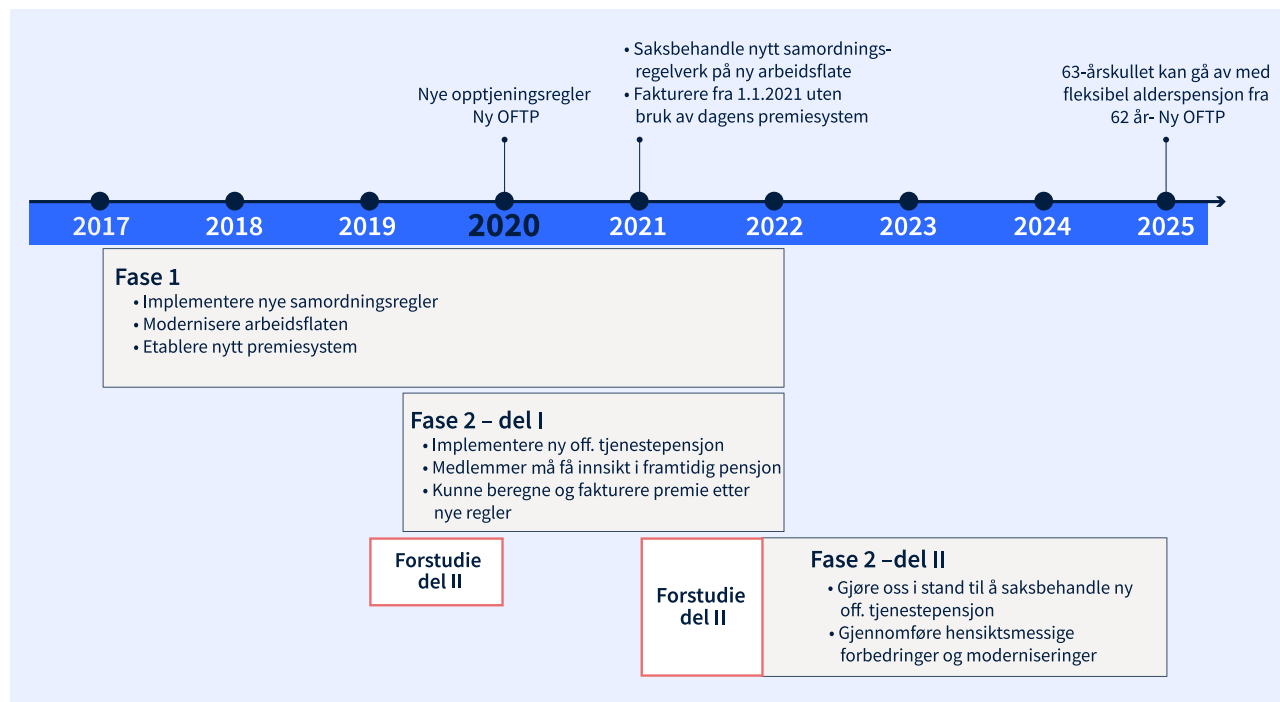 Nye opptjeningsregler
Ny OFTP
• Saksbehandle nytt samordnings-
regelverk på ny arbeidsflate
• Fakturere fra 1.1.2021 uten
bruk av dagens premiesystem
63-årskullet kan gå av med
fleksibel alderspensjon fra
62 år- Ny OFTP
2017 2018 2019 2020 2021 2022 2023 2024 2025
Fase 1
• Implementere nye samordningsregler
• Modernisere arbeidsflaten
• Etablere nytt premiesystem
Fase 2 – del I
• Implementere ny off. tjenestepensjon
• Medlemmer må få innsikt i framtidig pensjon
• Kunne beregne og fakturere premie etter
nye regler
Forstudie
del II
Forstudie
del II
Fase 2 –del II
• Gjøre oss i stand til å saksbehandle ny
off. tjenestepensjon
• Gjennomføre hensiktsmessige
forbedringer og moderniseringer